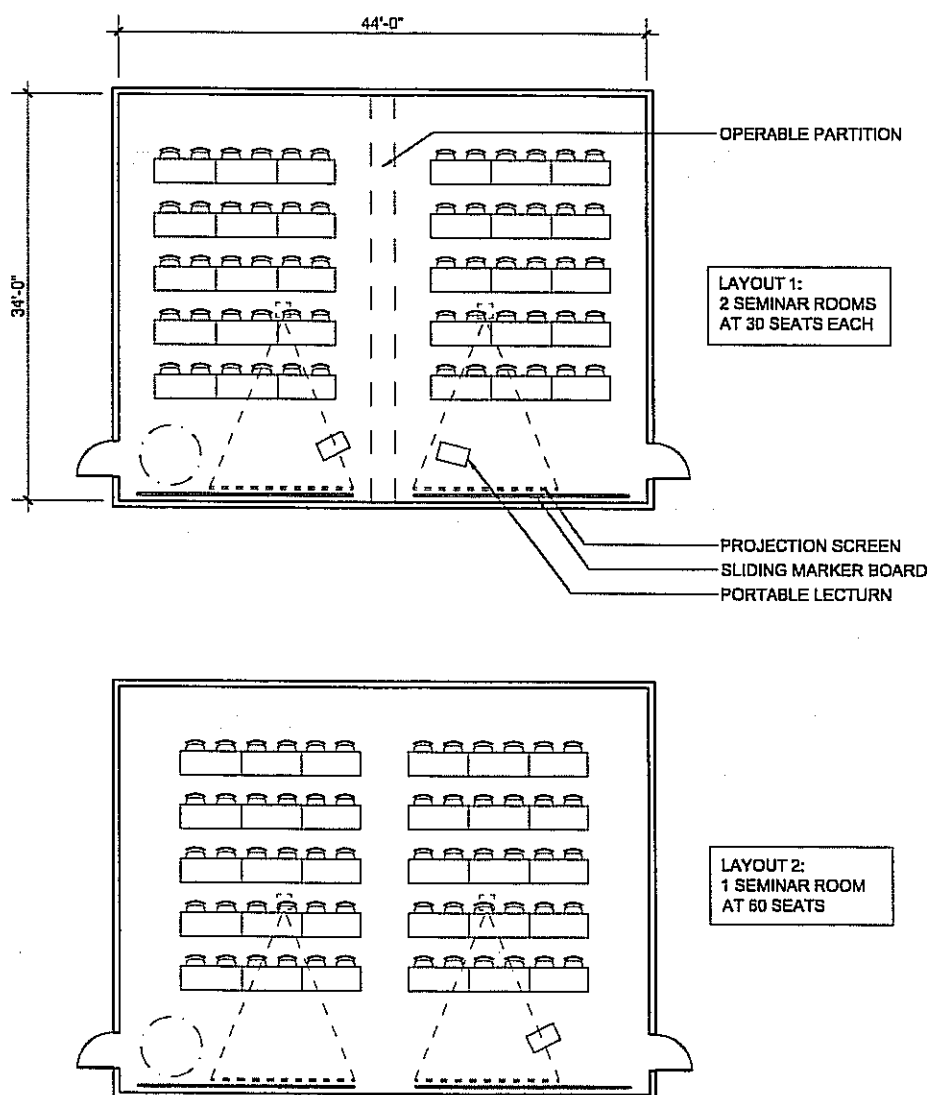 44'-0"
34'-0"
OPERABLE PARTITION
LAYOUT 1:
2 SEMINAR ROOMS
AT 30 SEATS EACH
PROJECTION SCREEN
SLIDING MARKER BOARD
PORTABLE LECTURN
LAYOUT 2:
1 SEMINAR ROOM
AT 60 SEATS